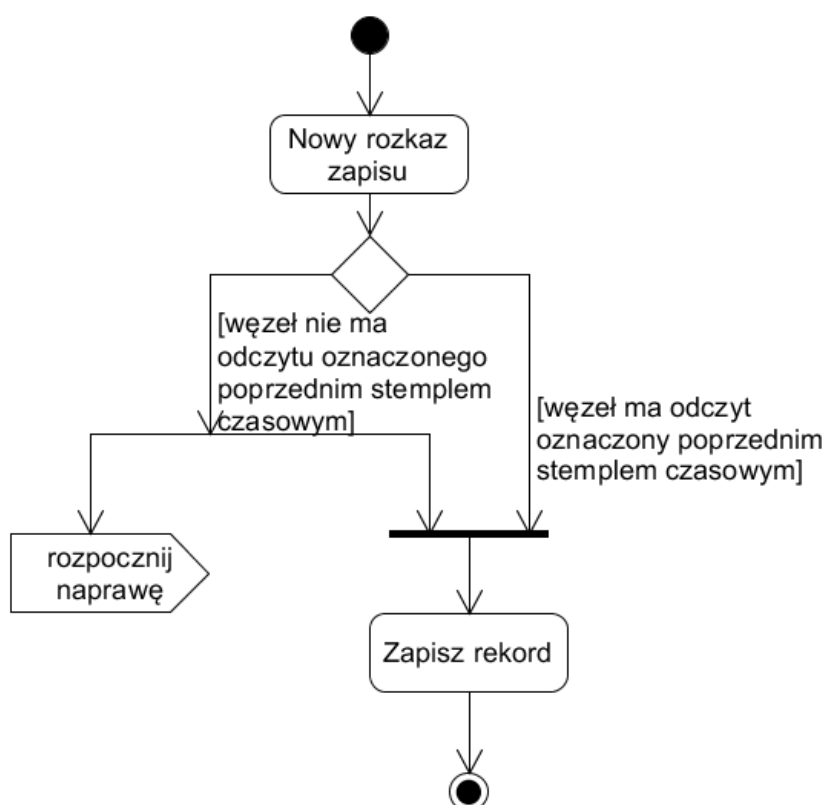 Nowy rozkaz
zapisu
[węzeł nie ma
odczytu oznaczonego
poprzednim stemplem
czasowym]
[węzeł ma odczyt
oznaczony poprzednim
stemplem czasowym]
rozpocznij
naprawę
Zapisz rekord